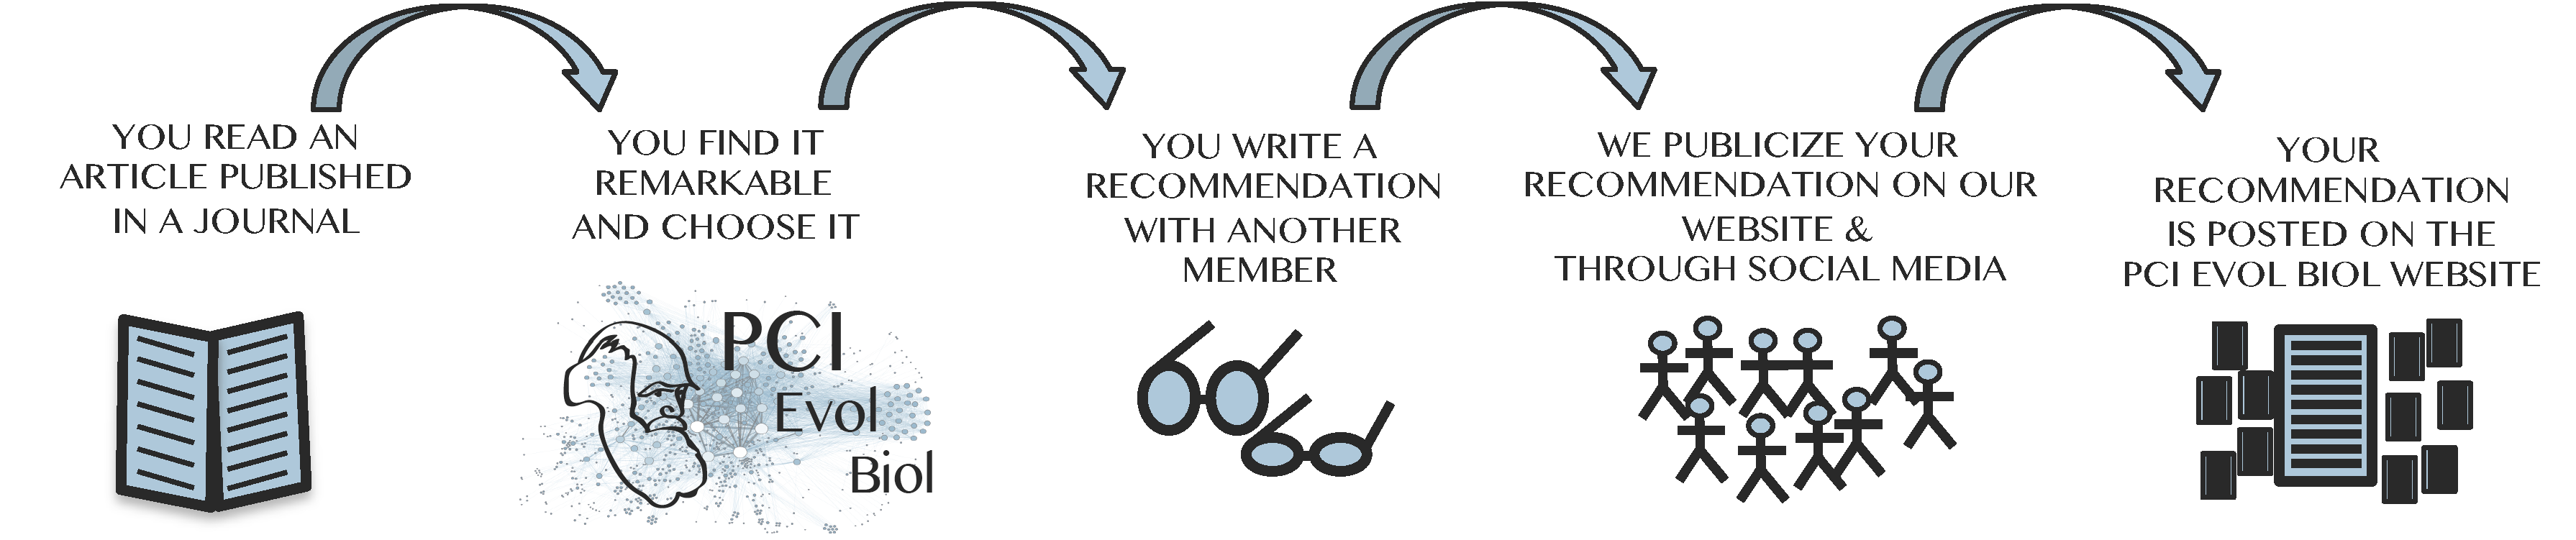 YOU READ AN
ARTICLE PUBLISHED
IN A JOURNAL
YOU FIND IT
REMARKABLE
AND CHOOSE IT
PCI
Evol
Biol
YOU WRITE A
RECOMMENDATION
WITH ANOTHER
MEMBER
WE PUBLICIZE YOUR
RECOMMENDATION ON OUR
WEBSITE &
THROUGH SOCIAL MEDIA
YOUR
RECOMMENDATION
IS POSTED ON THE
PCI EVOL BIOL WEBSITE